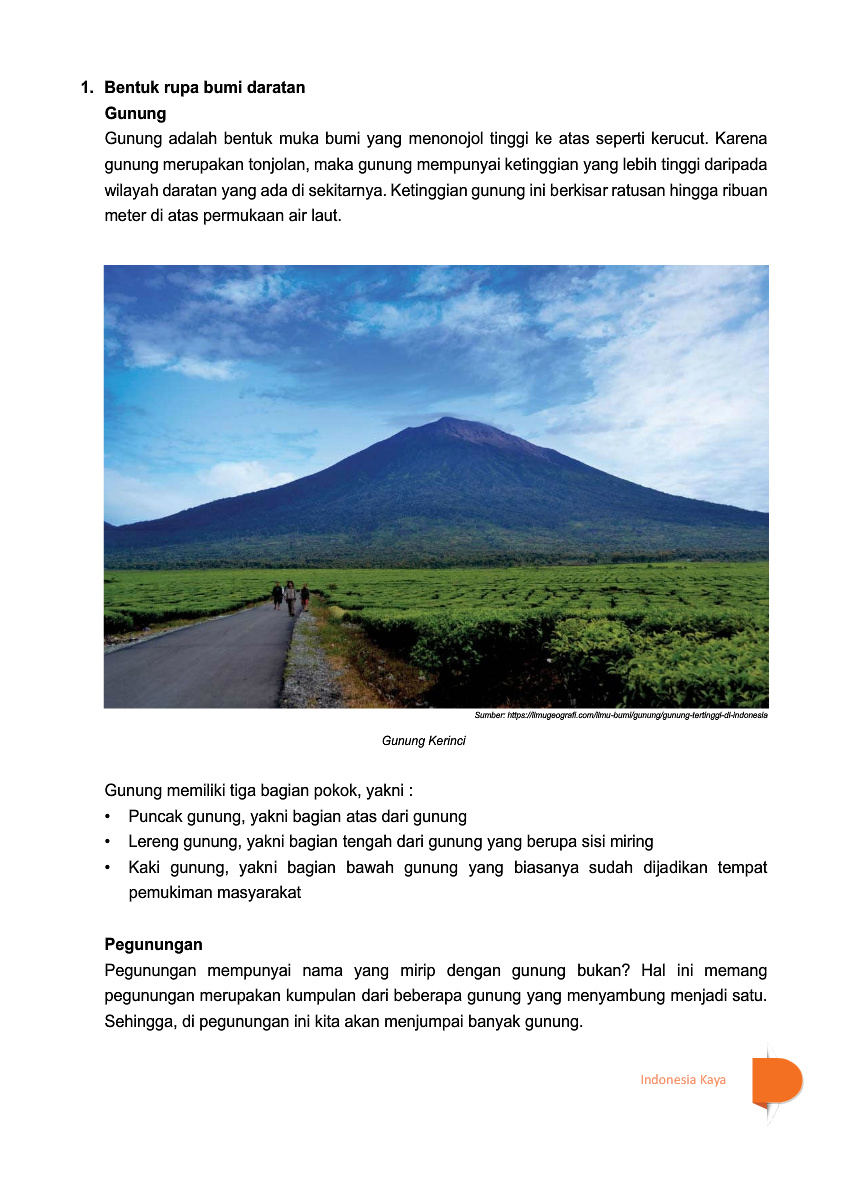 1. Bentuk rupa bumi daratan
Gunung
Gunung adalah bentuk muka bumi yang menonojol tinggi ke atas seperti kerucut. Karena
gunung merupakan tonjolan, maka gunung mempunyai ketinggian yang lebih tinggi daripada
wilayah daratan yang ada di sekitarnya. Ketinggian gunung ini berkisar ratusan hingga ribuan
meter di atas permukaan air laut.
Sumber: https://ilmugeografi.com/ilmu-bumi/gunung/gunung-tertinggi-di-indonesia
Gunung Kerinci
Gunung memiliki tiga bagian pokok, yakni :
• Puncak gunung, yakni bagian atas dari gunung
• Lereng gunung, yakni bagian tengah dari gunung yang berupa sisi miring
• Kaki gunung, yakni bagian bawah gunung yang biasanya sudah dijadikan tempat
pemukiman masyarakat
Pegunungan
Pegunungan mempunyai nama yang mirip dengan gunung bukan? Hal ini memang
pegunungan merupakan kumpulan dari beberapa gunung yang menyambung menjadi satu.
Sehingga, di pegunungan ini kita akan menjumpai banyak gunung.
Indonesia Kaya